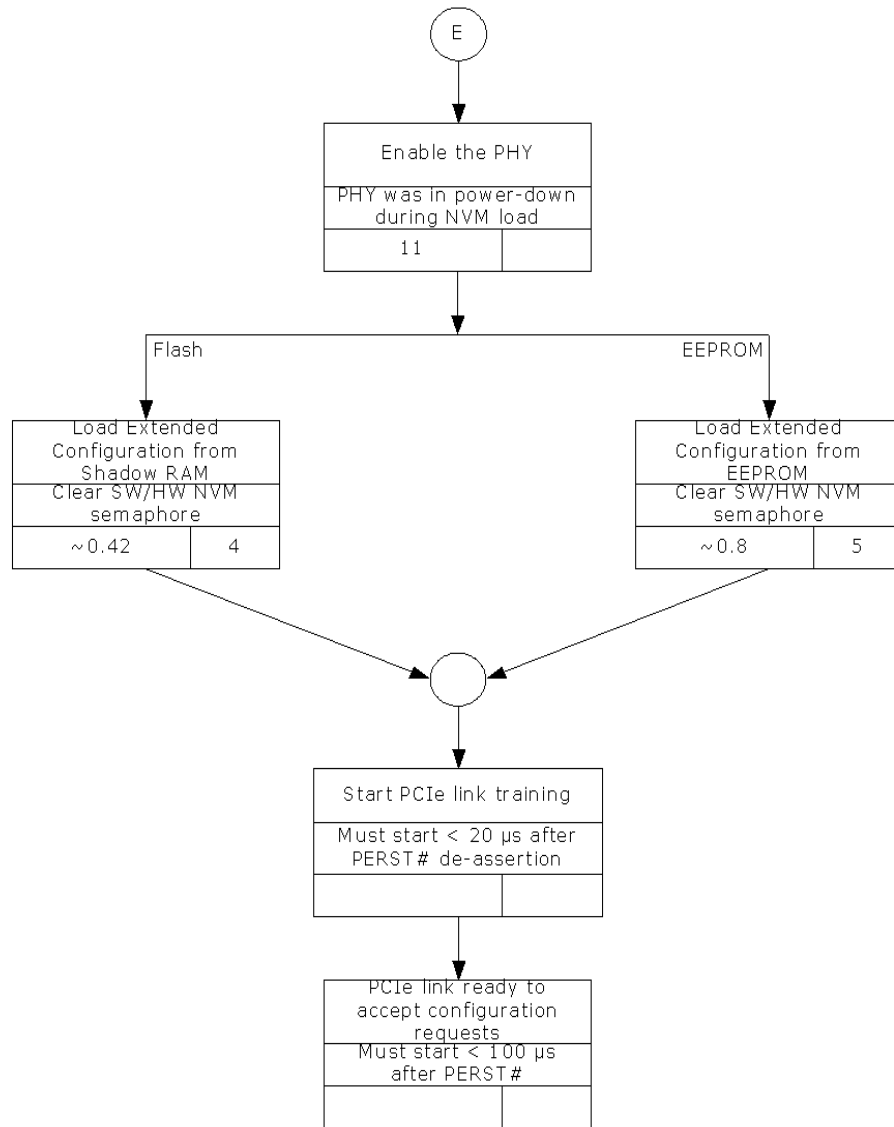 E
Enable the PHY
PHY was in power-down
during NVM load
11
Flash
EEPROM
Load Extended
Configuration from
Shadow RAM
Clear SW/HW NVM
semaphore
~0.42
4
Load Extended
Configuration from
EEPROM
Clear SW/HW NVM
semaphore
~0.8
5
Start PCIe link training
Must start < 20 µs after
PERST# de-assertion
PCIe link ready to
accept configuration
requests
Must start < 100 µs
after PERST#